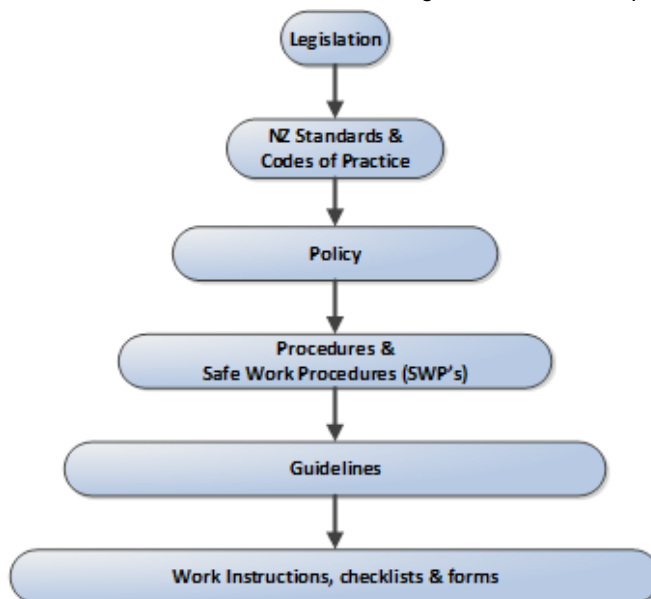 Legislation
NZ Standards &
Codes of Practice
Policy
Procedures &
Safe Work Procedures (SWP's)
Guidelines
Work Instructions, checklists & forms